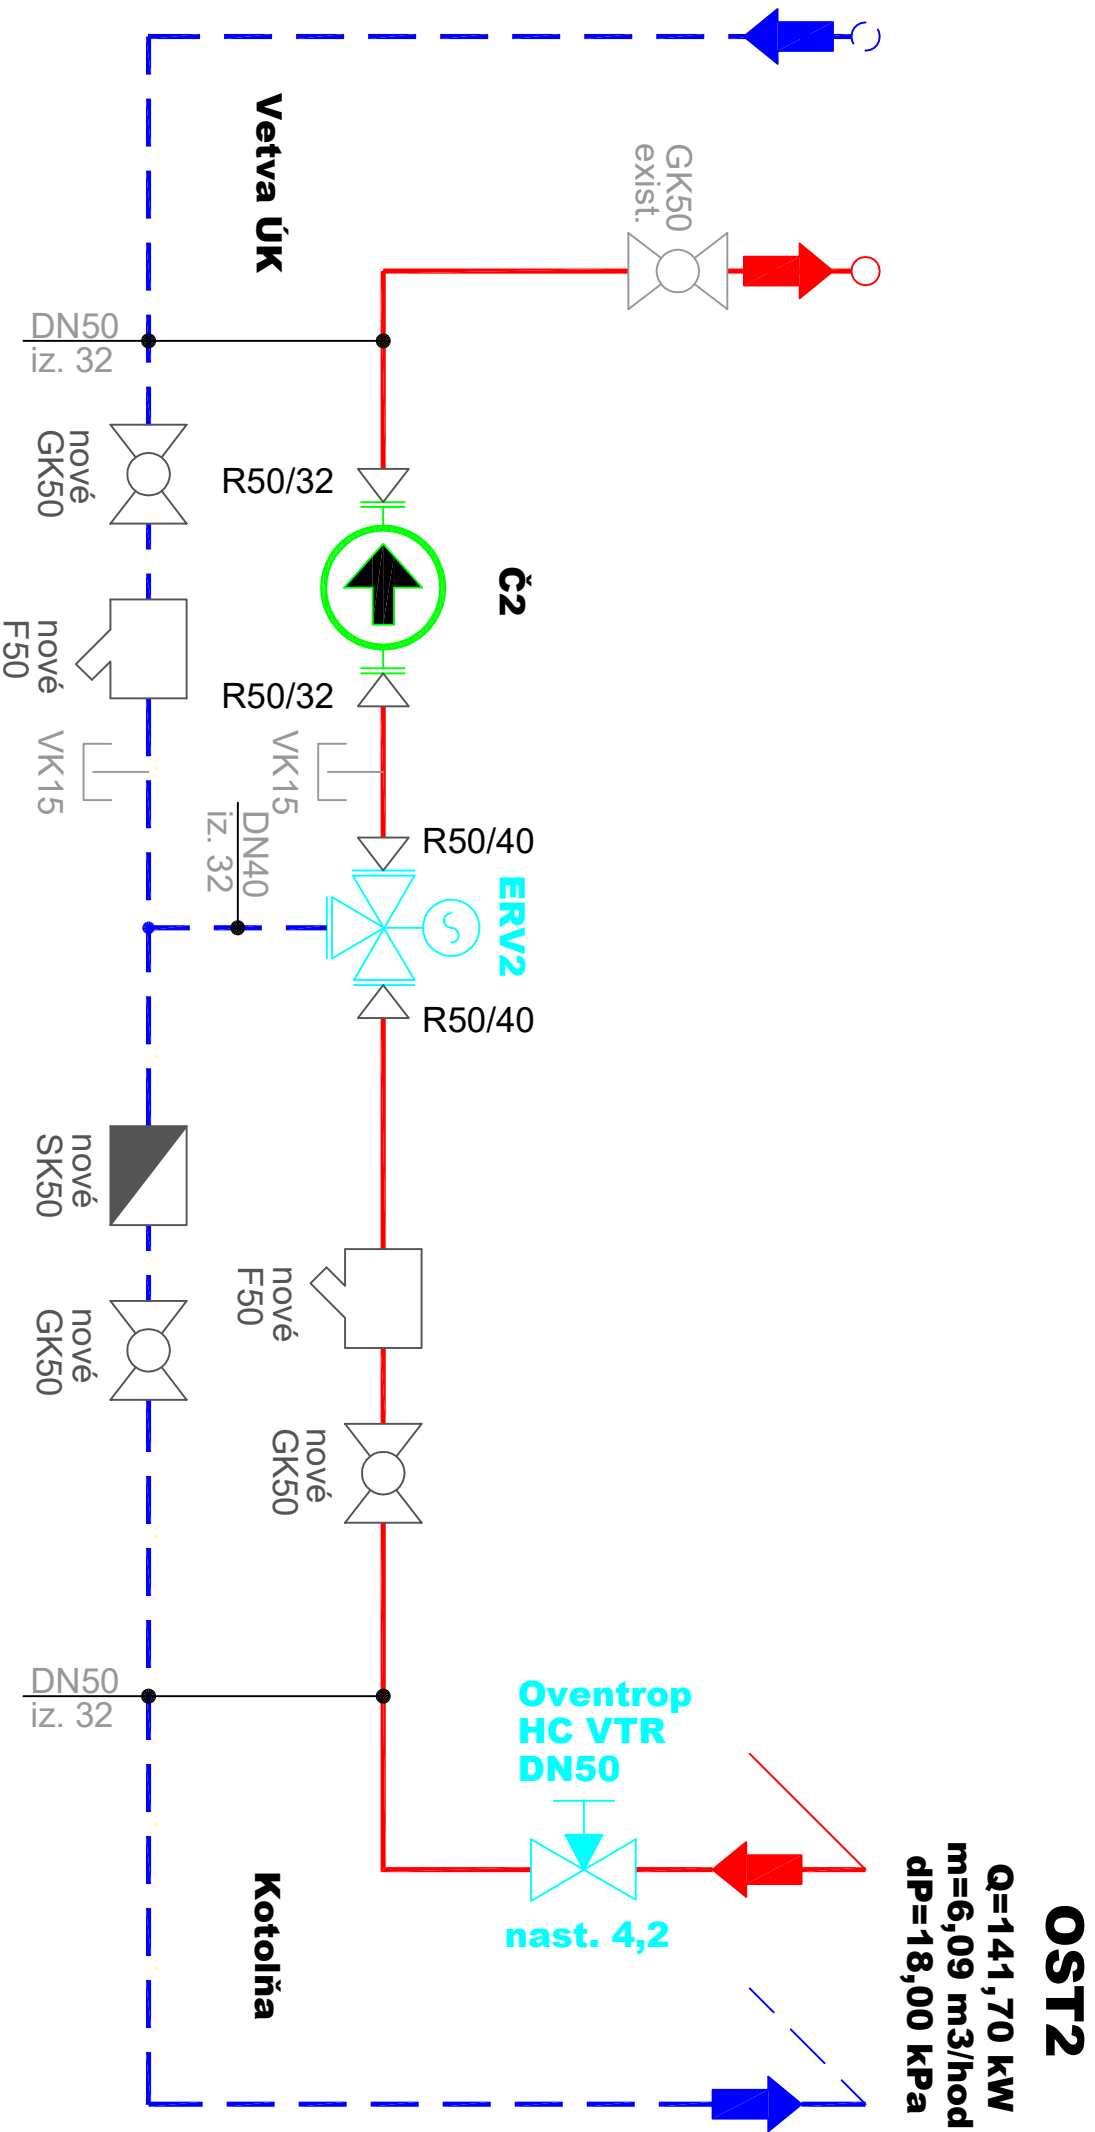 Vetva ÚK
GK50
exist.
DN50
iz. 32
nové
GK50
R50/32
Č2
nové
F50
R50/32
VK15
VK15
DN40
iz. 32
R50/40
ERV2
R50/40
nové
SK50
nové
F50
nové
GK50
nové
GK50
DN50
iz. 32
Oventrop
HC VTR
DN50
nast. 4,2
Kotolňa
OST2
Q=141,70 kW
m=6,09 m3/hod
dP=18,00 kPa